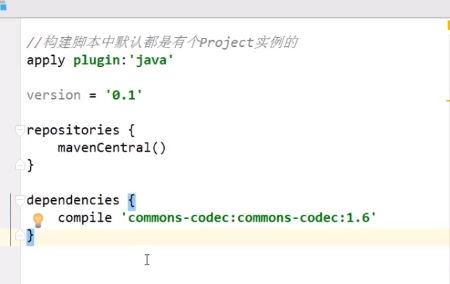 //构建脚本中默认都是有个Project实例的
apply plugin:'java'
version = '0.1'
repositories {
mavenCentral()
}
dependencies {
compile 'commons-codec:commons-codec:1.6'
}